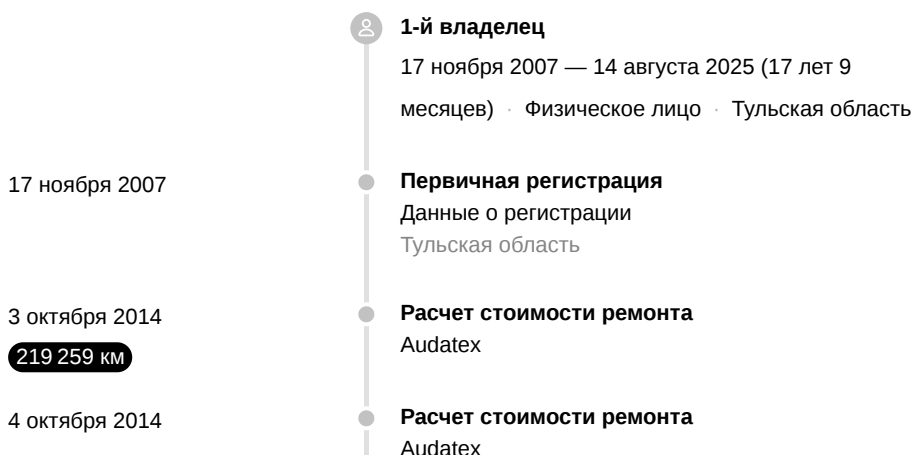 1-й владелец
17 ноября 2007 — 14 августа 2025 (17 лет 9
месяцев) · Физическое лицо · Тульская область
17 ноября 2007
Первичная регистрация
Данные о регистрации
Тульская область
3 октября 2014
219 259 км
Расчет стоимости ремонта
Audatex
4 октября 2014
Расчет стоимости ремонта
Audatex